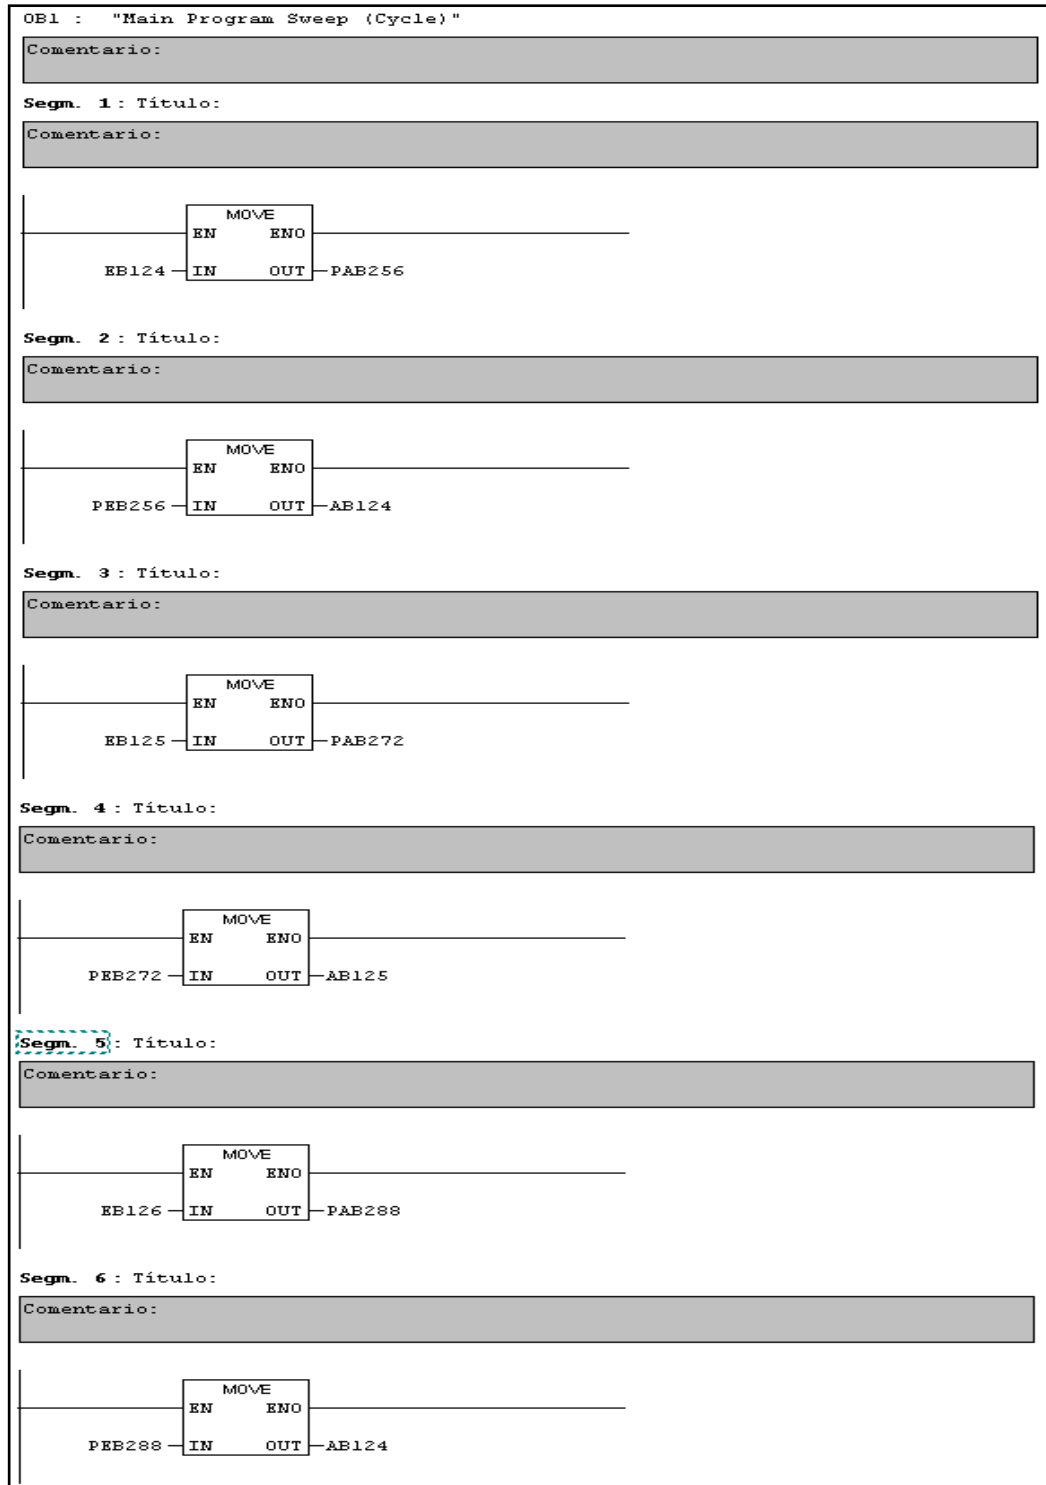 OB1 : "Main Program Sweep (Cycle)"
Comentario:
Segm. 1 : Título:
Comentario:
MOVE
EN ENO
EB124 IN OUT PAB256
Segm. 2 : Título:
Comentario:
MOVE
EN ENO
PEB256 IN OUT AB124
Segm. 3 : Título:
Comentario:
MOVE
EN ENO
EB125 IN OUT PAB272
Segm. 4 : Título:
Comentario:
MOVE
EN ENO
PEB272 IN OUT AB125
Segm. 5 : Título:
Comentario:
MOVE
EN ENO
EB126 IN OUT PAB288
Segm. 6 : Título:
Comentario:
MOVE
EN ENO
PEB288 IN OUT AB124